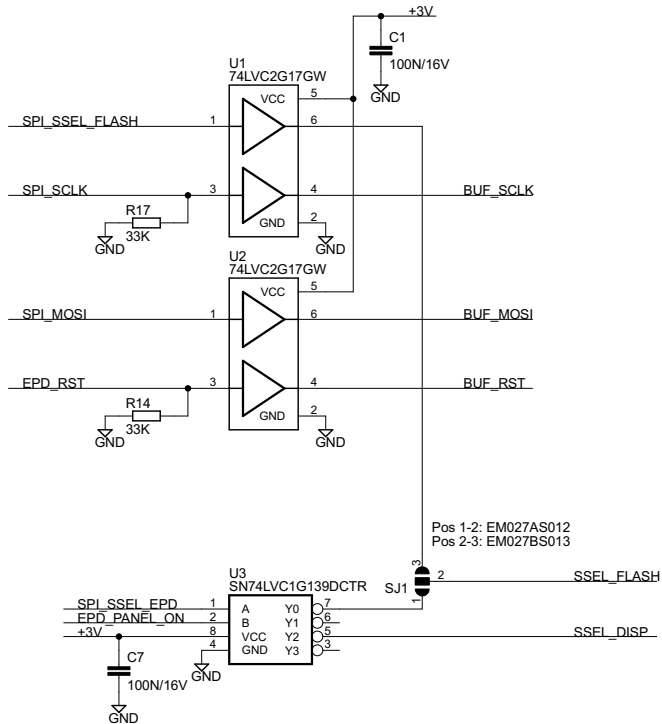 +3V
C1
100N/16V
GND
U1
74LVC2G17GW
VCC
5
SPI_SSEL_FLASH
1
6
SPI_SCLK
3
4
BUF_SCLK
R17
33K
GND
GND
2
GND
U2
74LVC2G17GW
VCC
5
SPI_MOSI
1
6
BUF_MOSI
EPD_RST
3
4
BUF_RST
R14
33K
GND
GND
2
GND
Pos 1-2: EM027AS012
Pos 2-3: EM027BS013
3
SJ1
2
SSEL_FLASH
1
U3
SN74LVC1G139DCTR
SPI_SSEL_EPD
1
A
Y0
7
EPD_PANEL_ON
2
B
Y1
6
+3V
8
VCC
Y2
5
SSEL_DISP
4
GND
Y3
3
C7
100N/16V
GND
GND